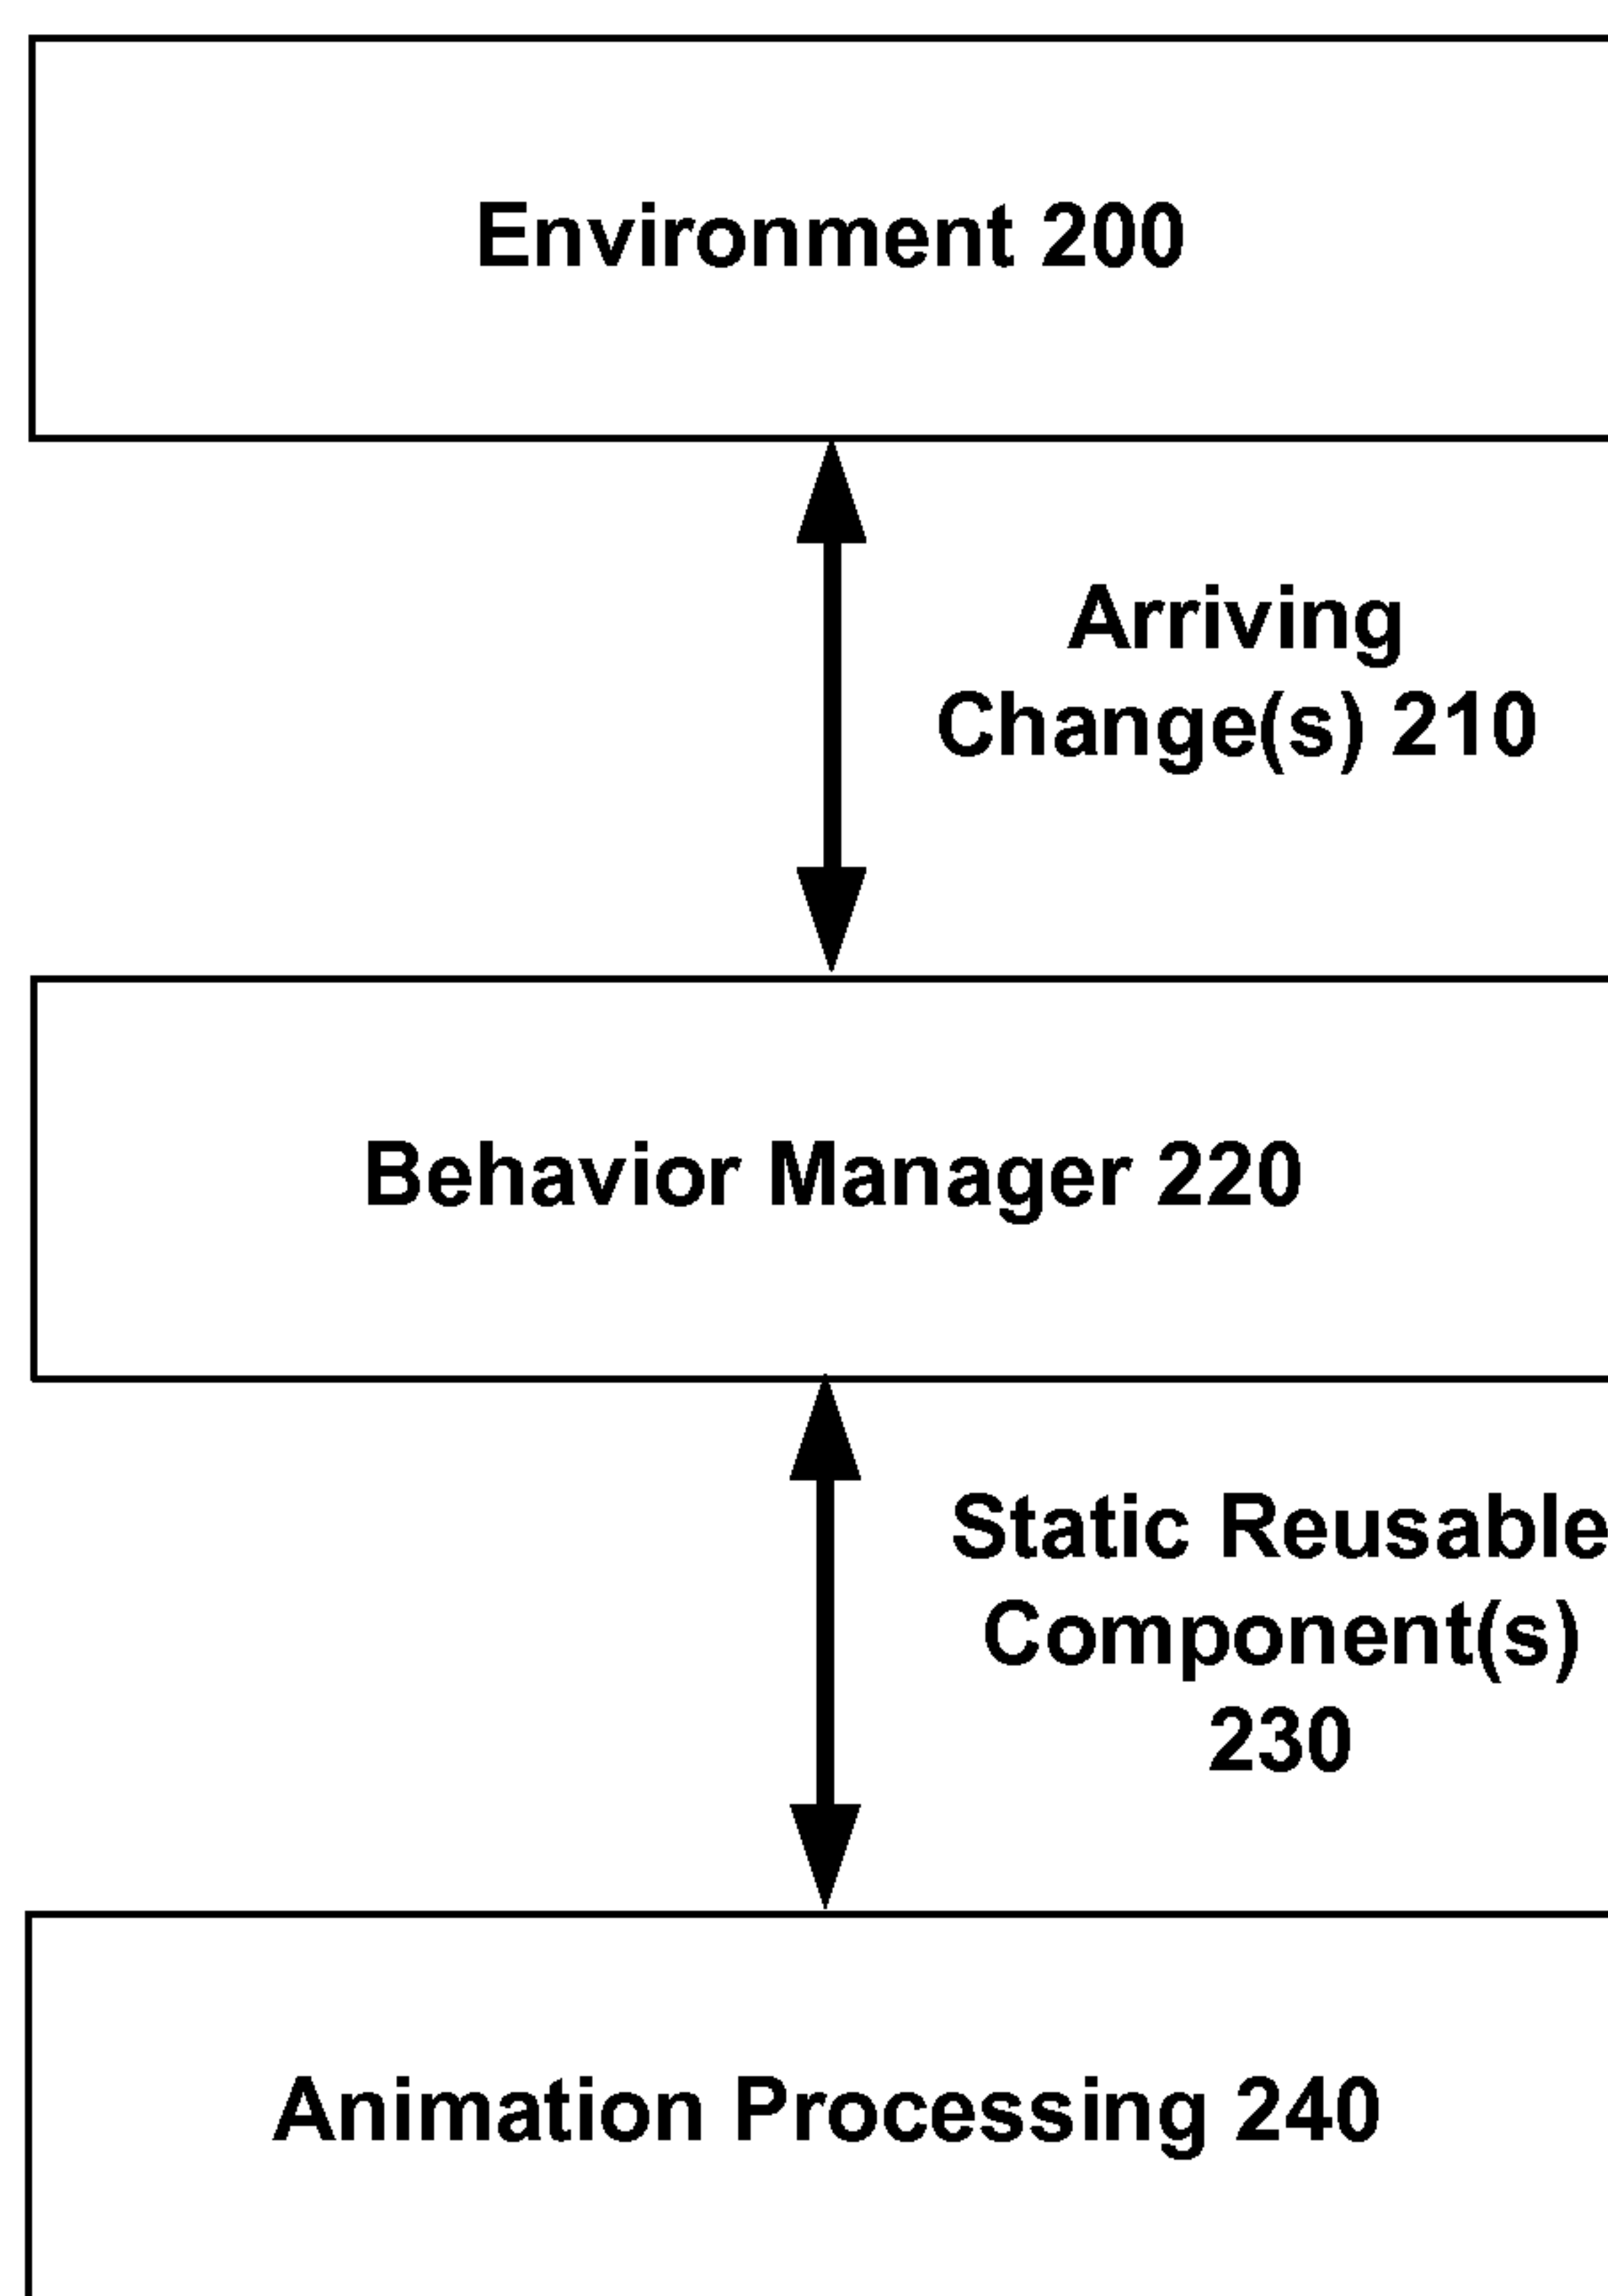 Environment 200
Arriving
Change(s) 210
Behavior Manager 220
Static Reusable
Component(s)
230
Animation Processing 240